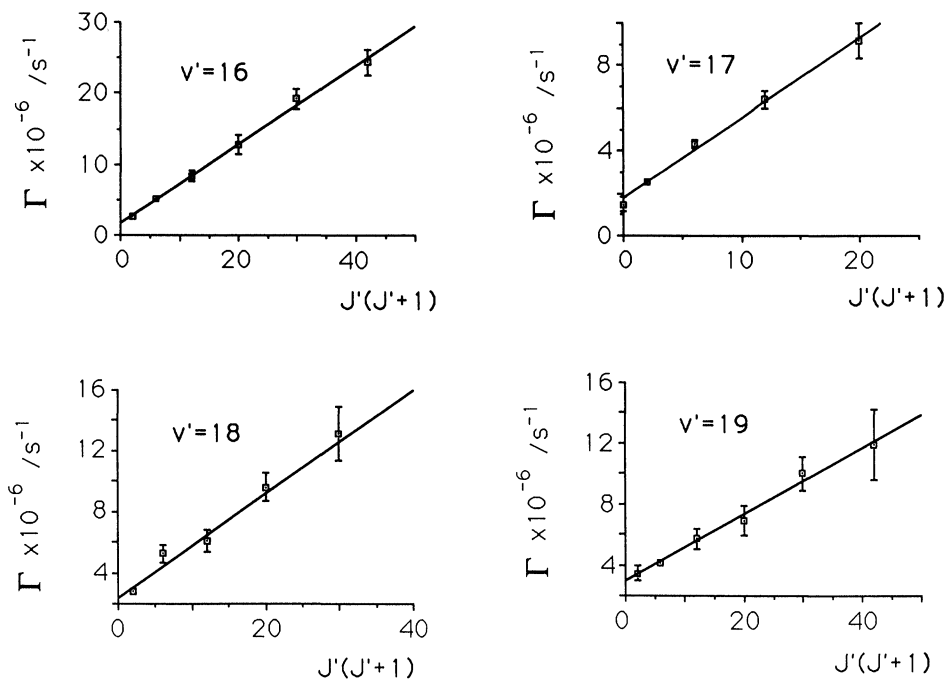 30
20
10
0
Γ x10⁻⁶ /s⁻¹
v'=16
0 20 40
J'(J'+1)
8
4
0
Γ x10⁻⁶ /s⁻¹
v'=17
0 10 20
J'(J'+1)
16
12
8
4
Γ x10⁻⁶ /s⁻¹
v'=18
0 20 40
J'(J'+1)
16
12
8
4
Γ x10⁻⁶ /s⁻¹
v'=19
0 20 40
J'(J'+1)